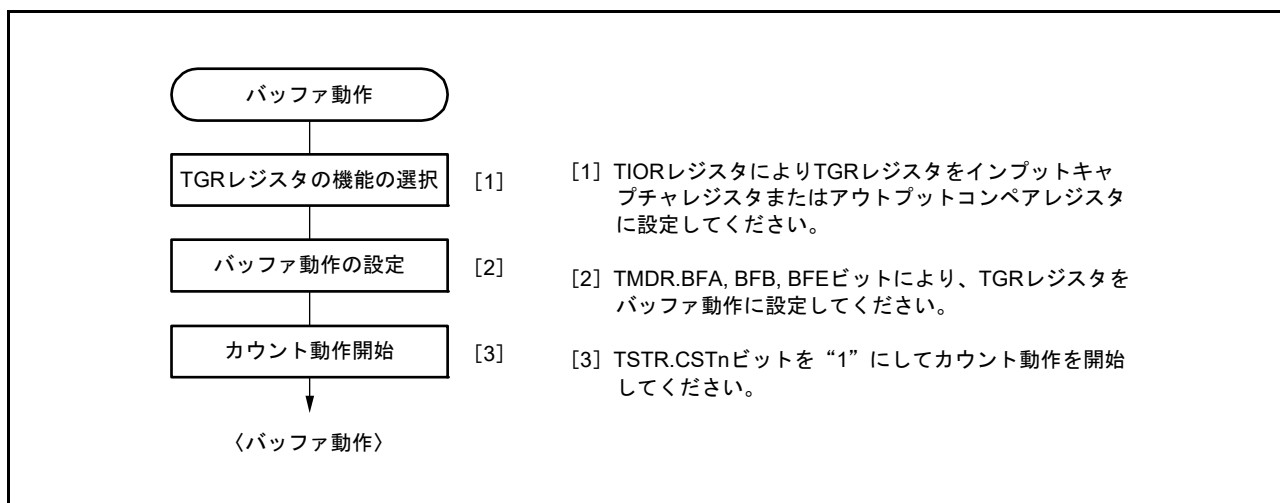 バッファ動作
TGRレジスタの機能の選択 [1]
バッファ動作の設定 [2]
カウント動作開始 [3]
〈バッファ動作〉
[1] TIORレジスタによりTGRレジスタをインプットキャ
プチャレジスタまたはアウトプットコンペアレジスタ
に設定してください。
[2] TMDR.BFA, BFB, BFEビットにより、TGRレジスタを
バッファ動作に設定してください。
[3] TSTR.CSTnビットを“1”にしてカウント動作を開始
してください。